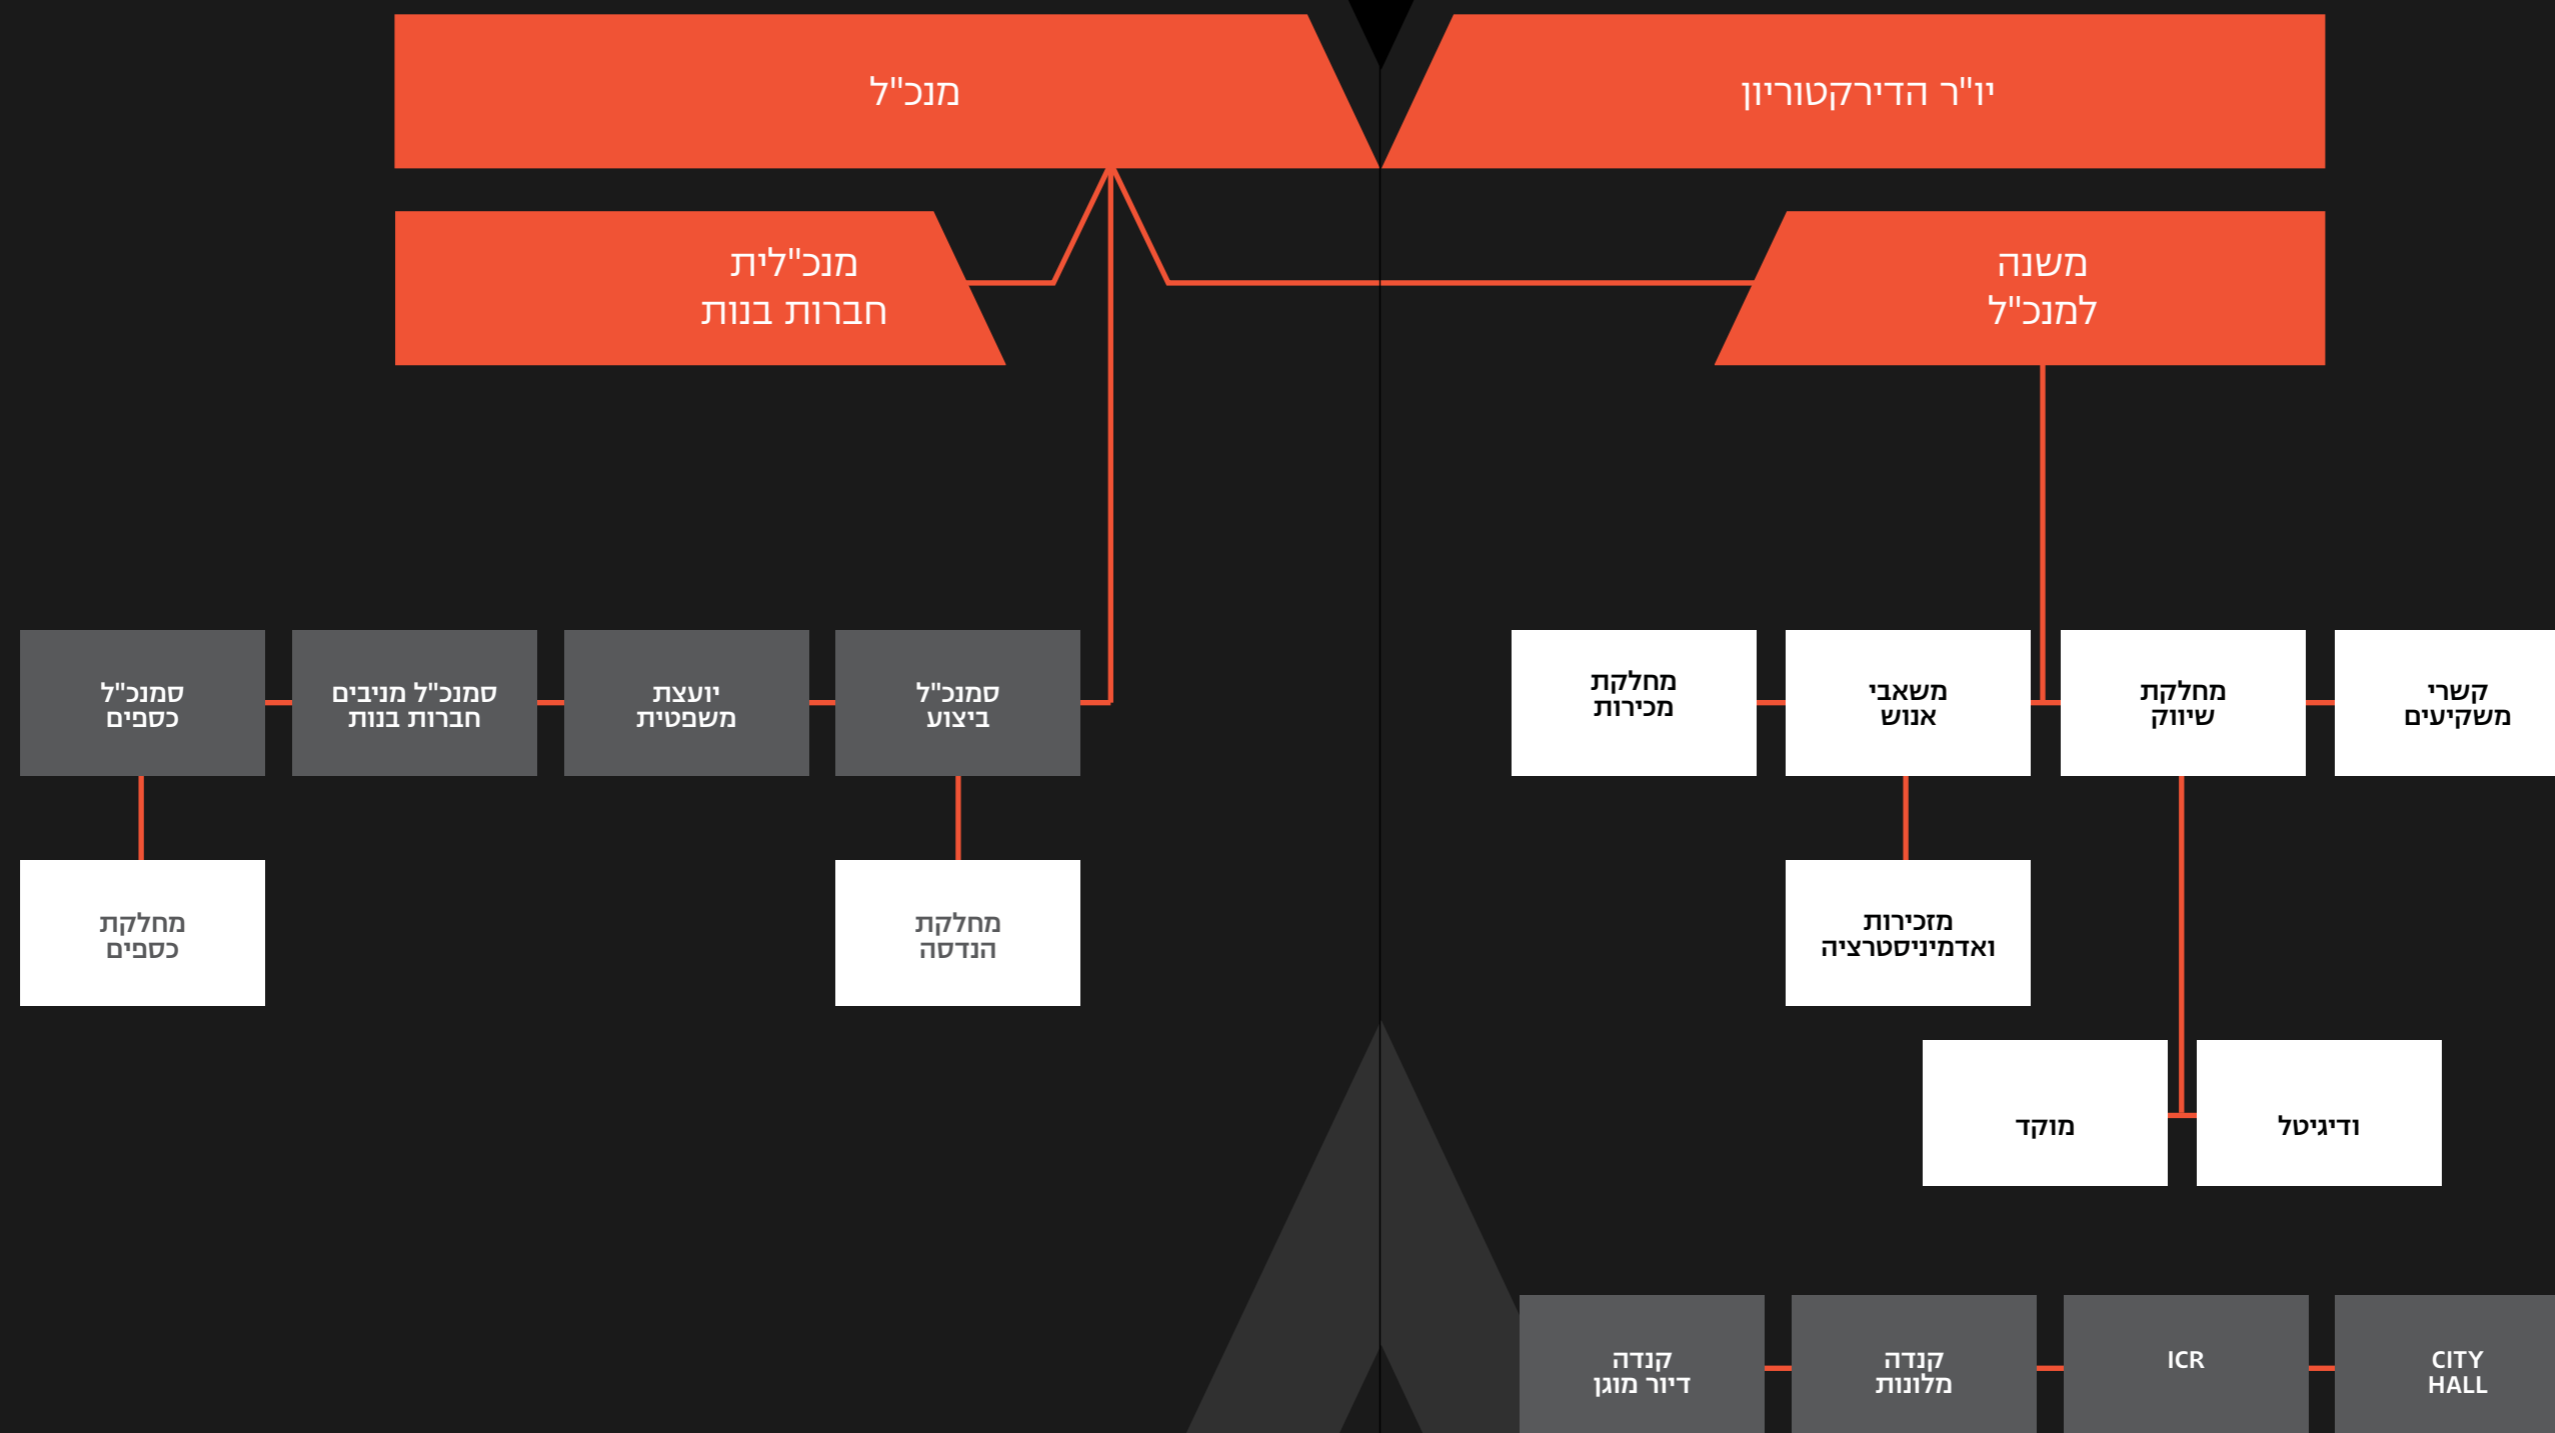 יו"ר הדירקטוריון
מנכ"ל
משנה
למנכ"ל
מנכ"לית
חברות בנות
קשרי
משקיעים
מחלקת
שיווק
משאבי
אנוש
מחלקת
מכירות
סמנכ"ל
ביצוע
יועצת
משפטית
סמנכ"ל מניבים
חברות בנות
סמנכ"ל
כספים
מזכירות
ואדמיניסטרציה
מחלקת
הנדסה
מחלקת
כספים
ודיגיטל
מוקד
CITY
HALL
ICR
קנדה
מלונות
קנדה
דיור מוגן